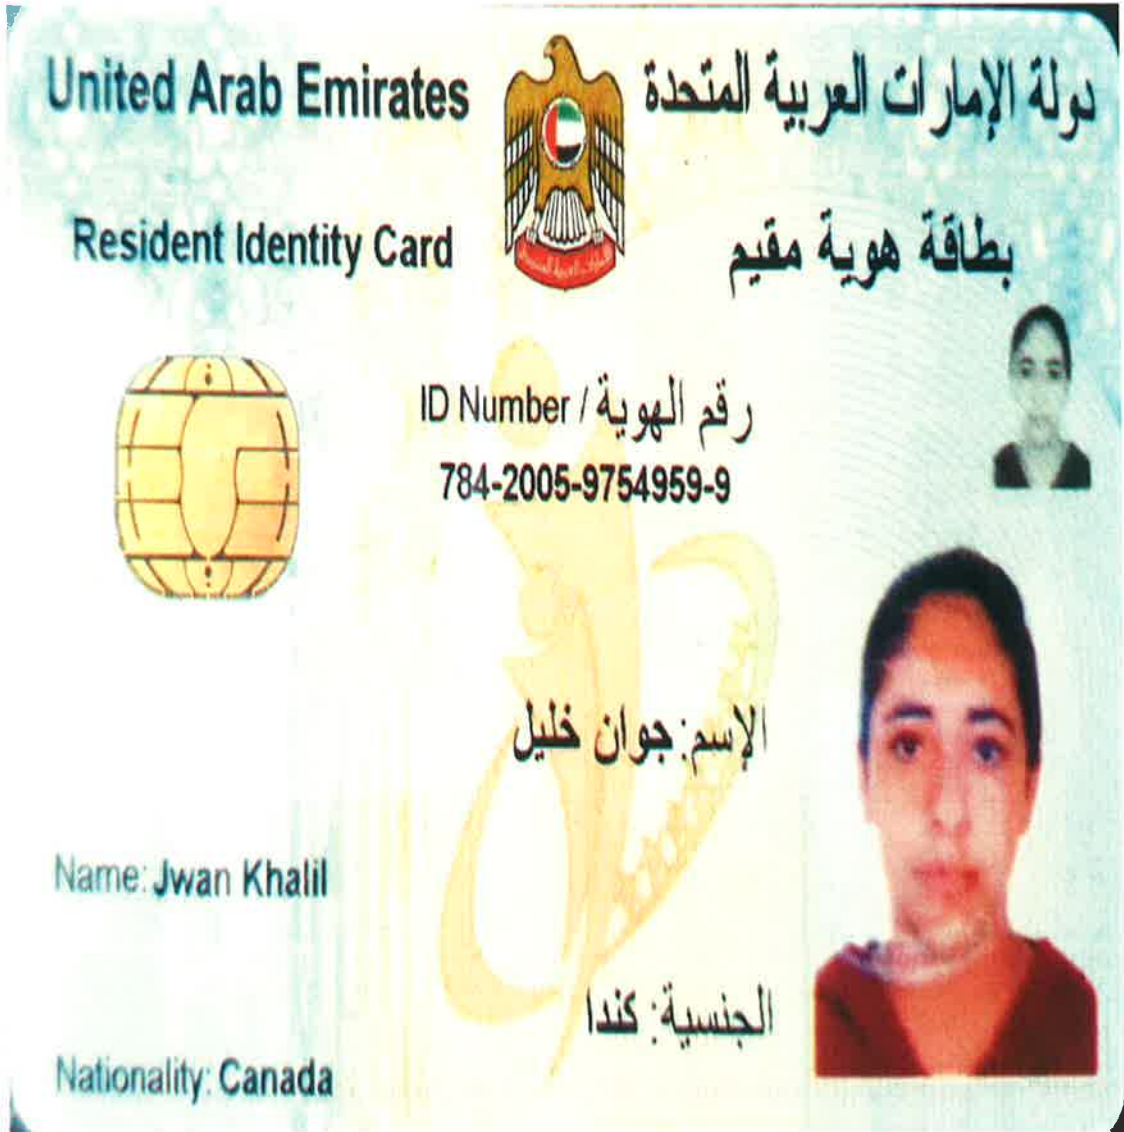 United Arab Emirates
دولة الإمارات العربية المتحدة
Resident Identity Card
بطاقة هوية مقيم
ID Number / رقم الهوية
784-2005-9754959-9
الإسم: جوان خليل
Name: Jwan Khalil
الجنسية: كندا
Nationality: Canada